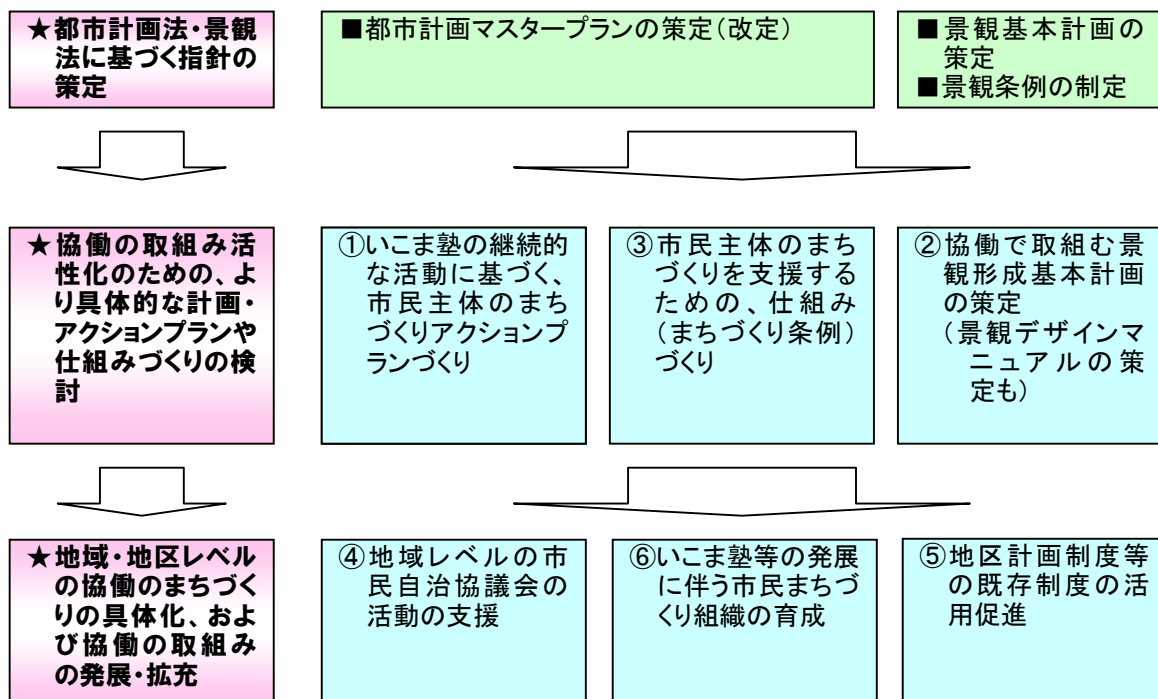 ★都市計画法・景観
法に基づく指針の
策定
■都市計画マスタープランの策定（改定）
■景観基本計画の
策定
■景観条例の制定
★協働の取組み活
性化のための、よ
り具体的な計画・
アクションプランや
仕組みづくりの検
討
①いこま塾の継続的
な活動に基づく、
市民主体のまち
づくりアクションプ
ランづくり
③市民主体のまち
づくりを支援する
ための、仕組み
（まちづくり条例）
づくり
②協働で取組む景
観形成基本計画
の策定
（景観デザインマ
ニュアルの策
定も）
★地域・地区レベル
の協働のまちづく
りの具体化、およ
び協働の取組み
の発展・拡充
④地域レベルの市
民自治協議会の
活動の支援
⑥いこま塾等の発展
に伴う市民まちづ
くり組織の育成
⑤地区計画制度等
の既存制度の活
用促進